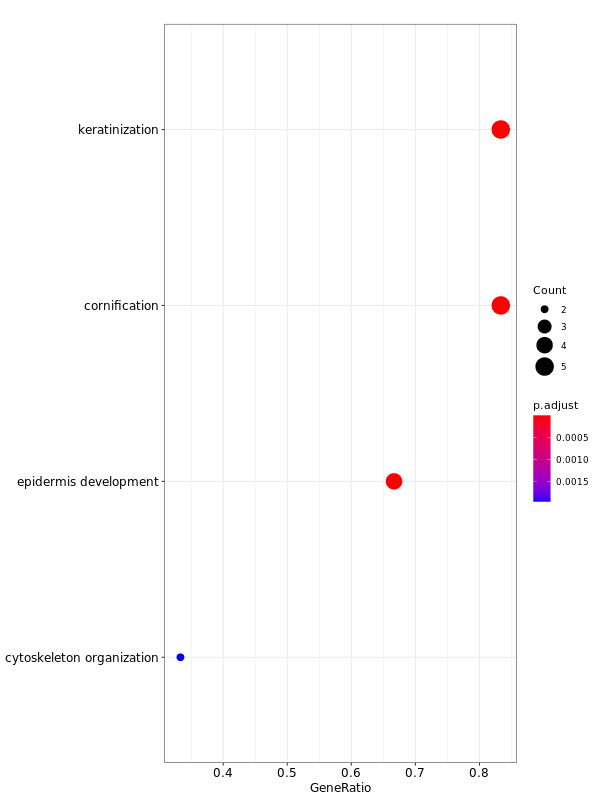 keratinization
cornification
epidermis development
cytoskeleton organization
0.4 0.5 0.6 0.7 0.8
GeneRatio
Count
2
3
4
5
p.adjust
0.0005
0.0010
0.0015